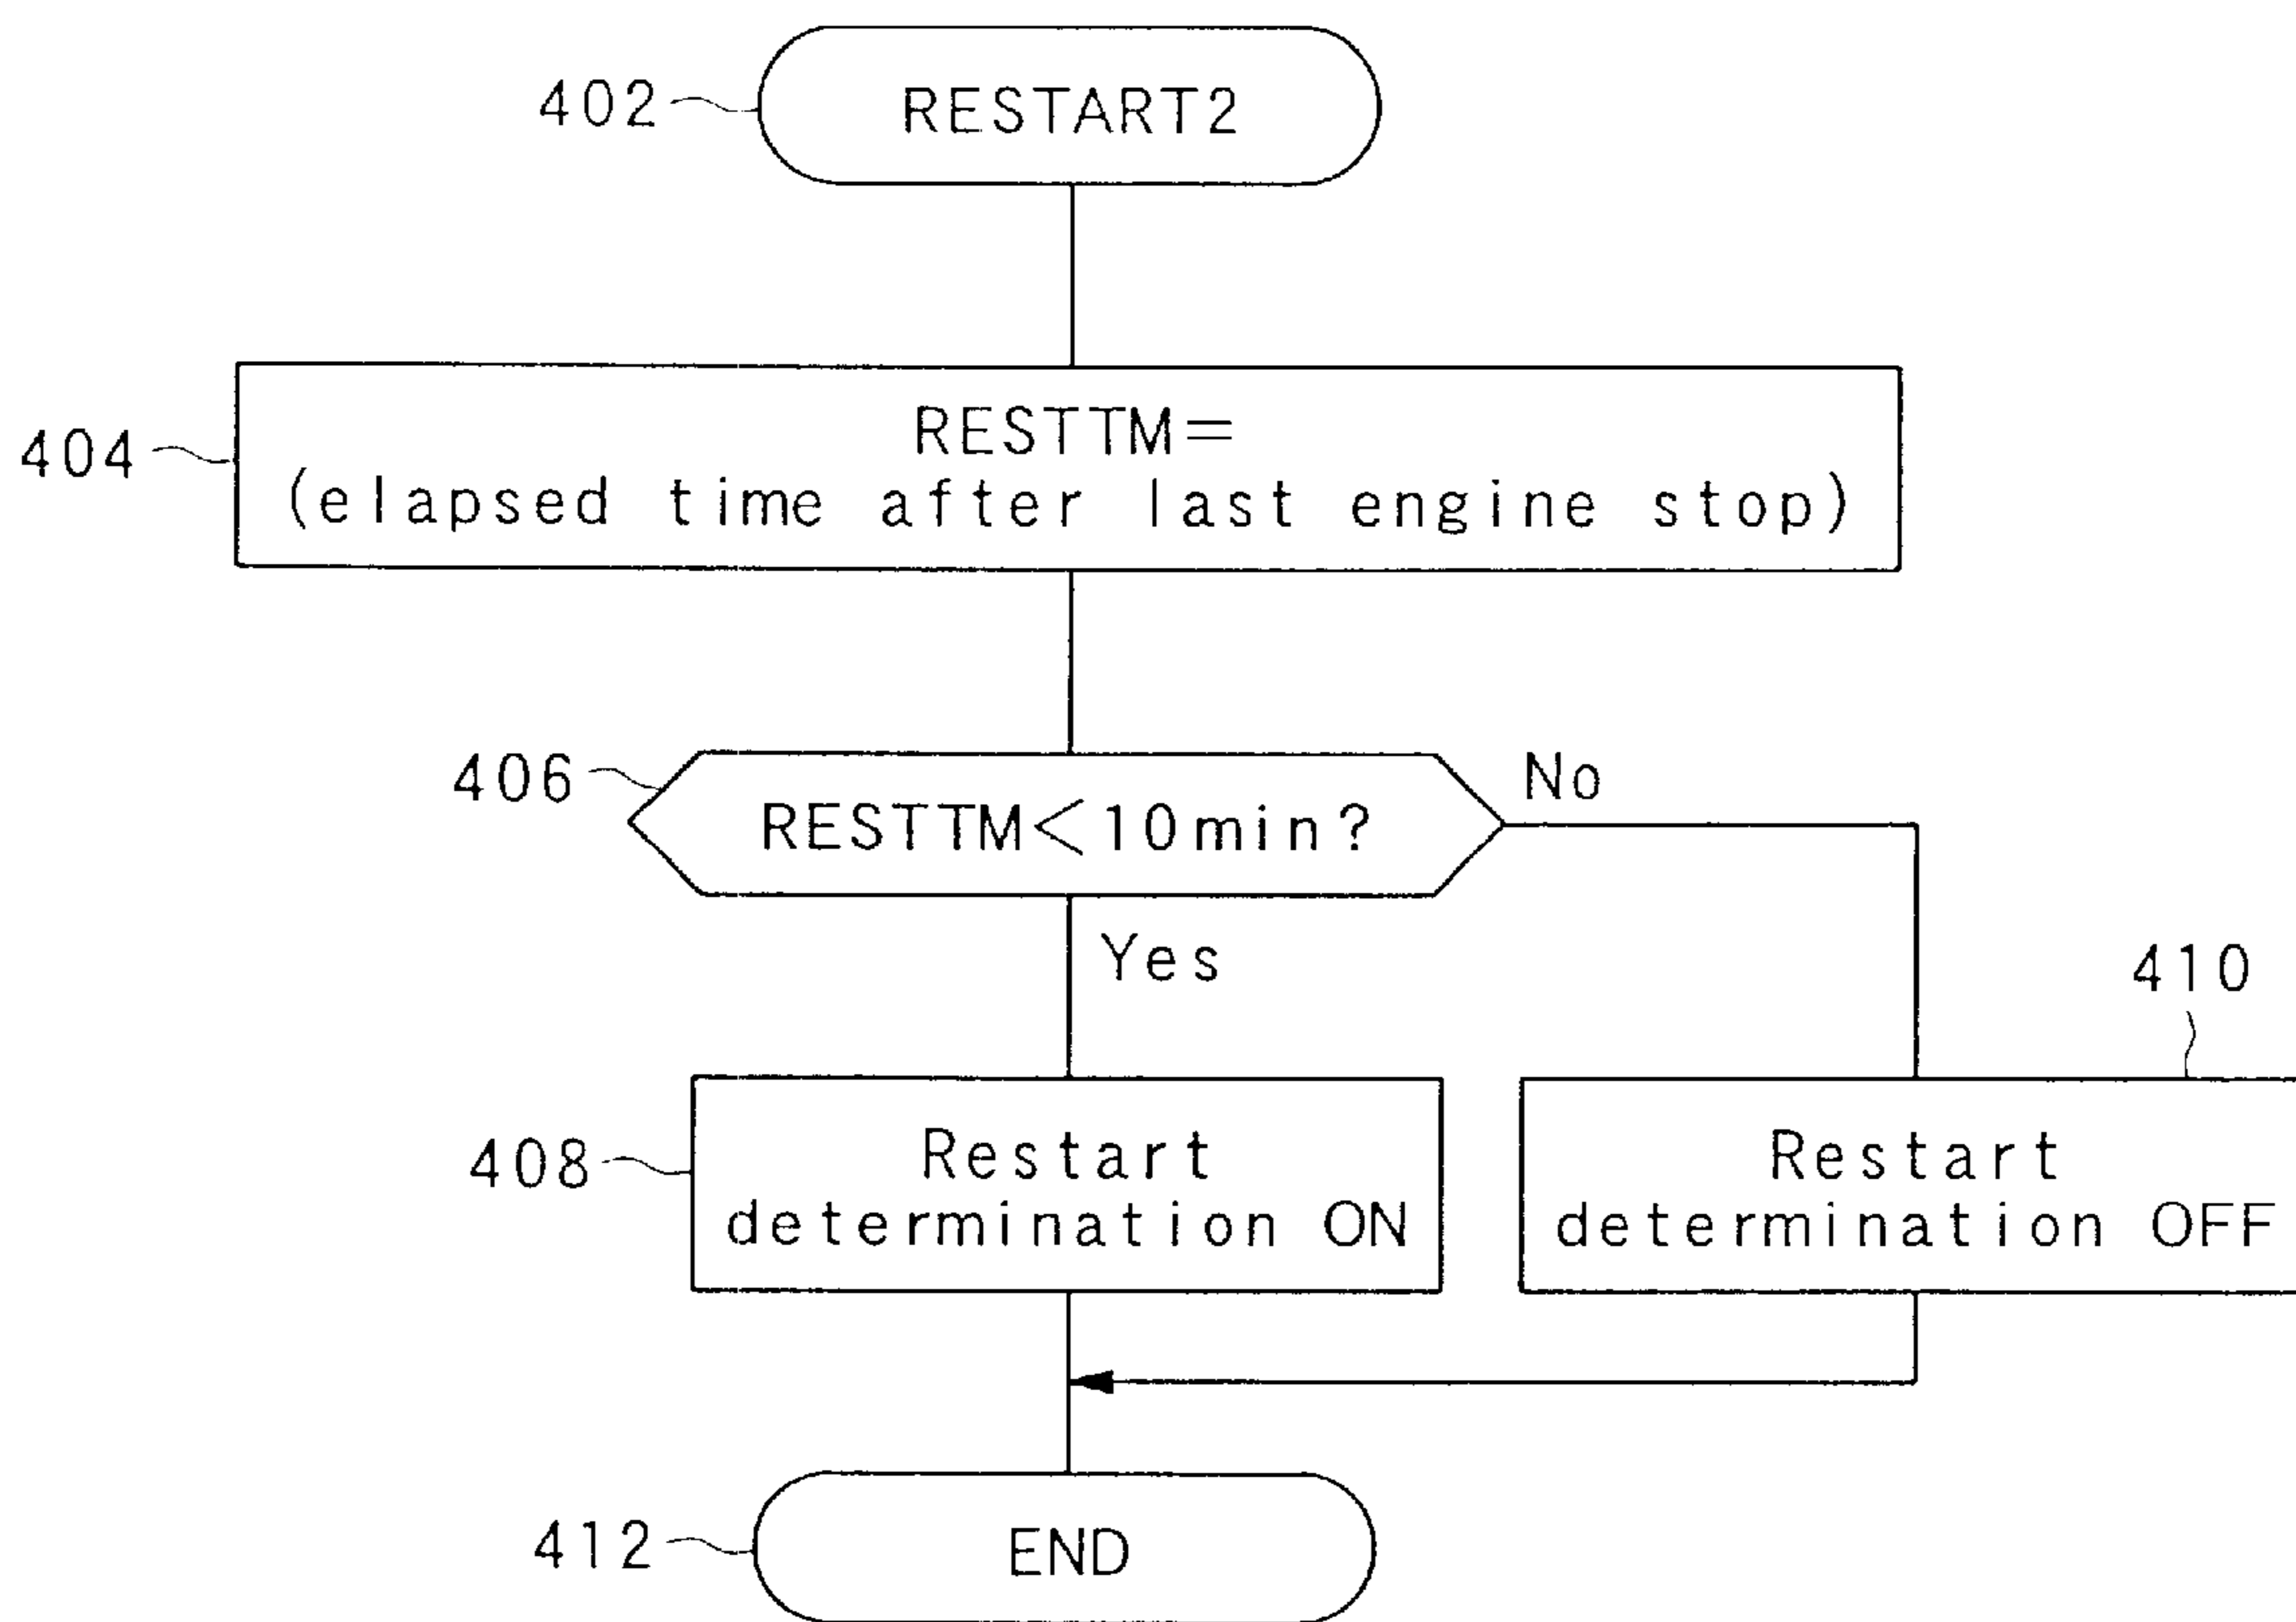 402
RESTART2
404
RESTTM=
(elapsed time after last engine stop)
406
RESTTM<10min?
No
Yes
410
408
Restart
determination ON
Restart
determination OFF
412
END